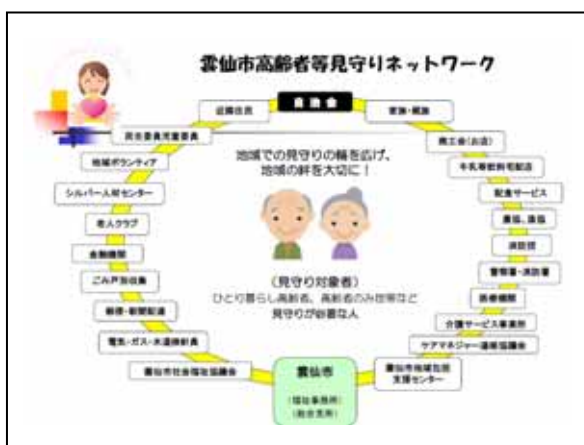 雲仙市高齢者等見守りネットワーク
自治会
近隣住民
家族・親族
民生委員児童委員
商工会（お店）
地域ボランティア
牛乳等飲料宅配店
シルバー人材センター
配食サービス
老人クラブ
農協、漁協
金融機関
消防団
ごみ戸別収集
警察署・消防署
郵便・新聞配達
医療機関
電気・ガス・水道検針員
介護サービス事業所
ケアマネジャー連絡協議会
雲仙市社会福祉協議会
雲仙市地域包括
支援センター
地域での見守りの輪を広げ、
地域の絆を大切に！
（見守り対象者）
ひとり暮らし高齢者、高齢者のみ世帯など
見守りが必要な人
雲仙市
（福祉事務所）
（総合支所）